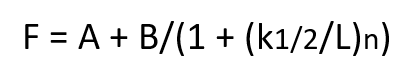 F = A + B/(1 + (k1/2/L)n)